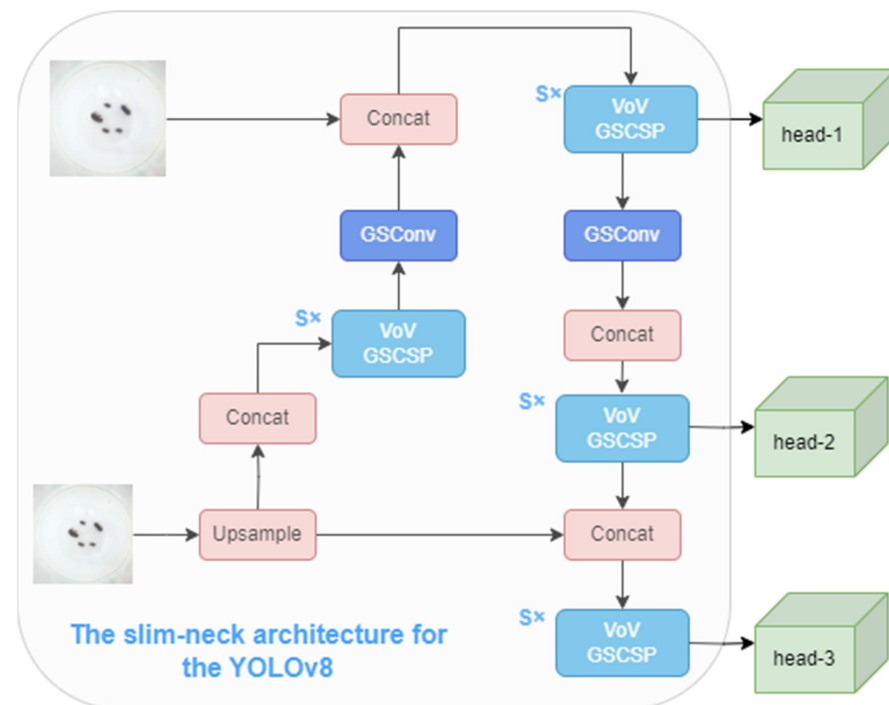 S×
VoV
GSCSP
head-1
Concat
GSConv
GSConv
S×
VoV
GSCSP
Concat
Concat
S×
VoV
GSCSP
head-2
Upsample
Concat
S×
VoV
GSCSP
head-3
The slim-neck architecture for
the YOLOv8